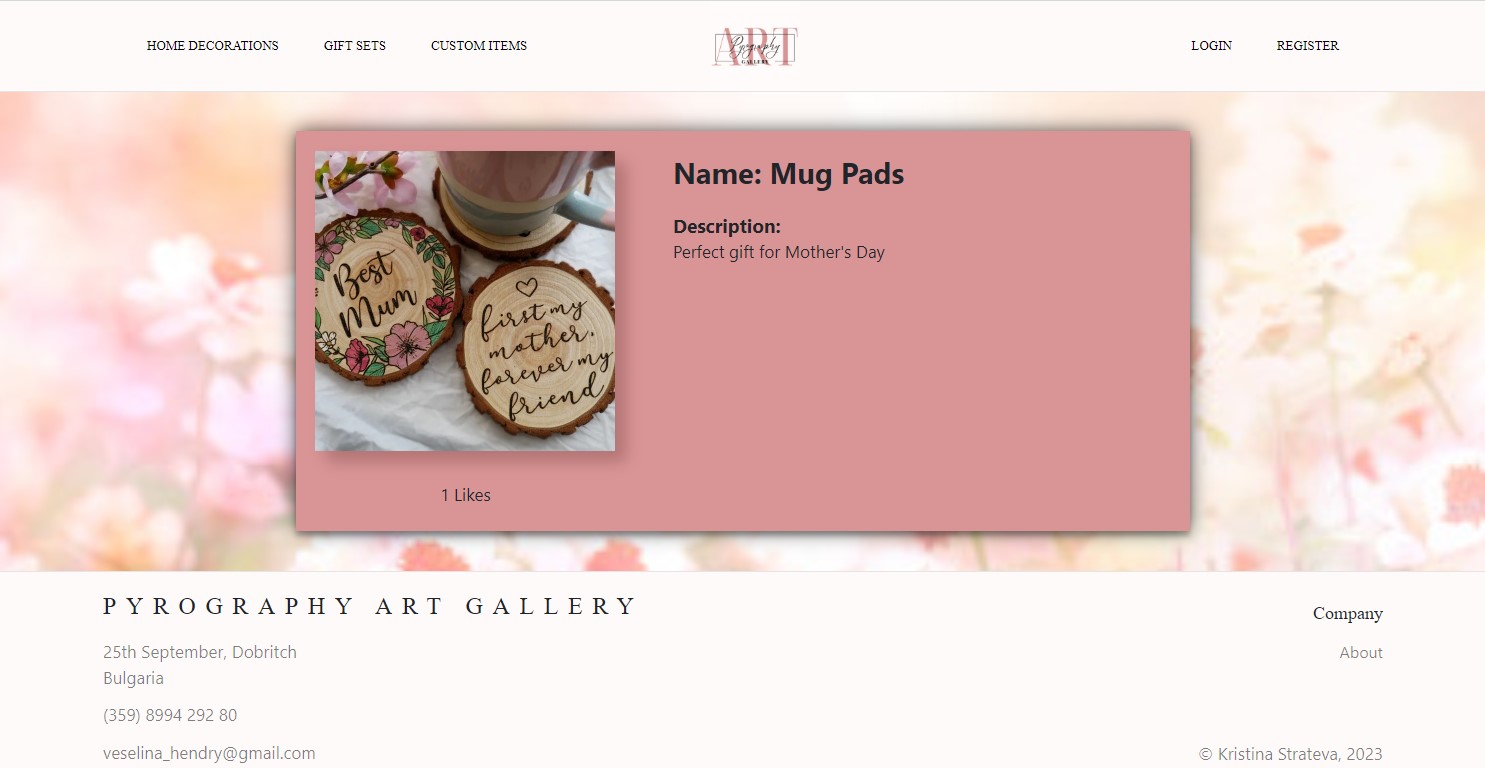 HOME DECORATIONS GIFT SETS CUSTOM ITEMS
ART
Pyrography
GALLERY
LOGIN REGISTER
Best
Mum
first my
mother,
forever my
friend
Name: Mug Pads
Description:
Perfect gift for Mother's Day
1 Likes
PYROGRAPHY ART GALLERY
25th September, Dobritch
Bulgaria
(359) 8994 292 80
veselina_hendry@gmail.com
Company
About
© Kristina Strateva, 2023